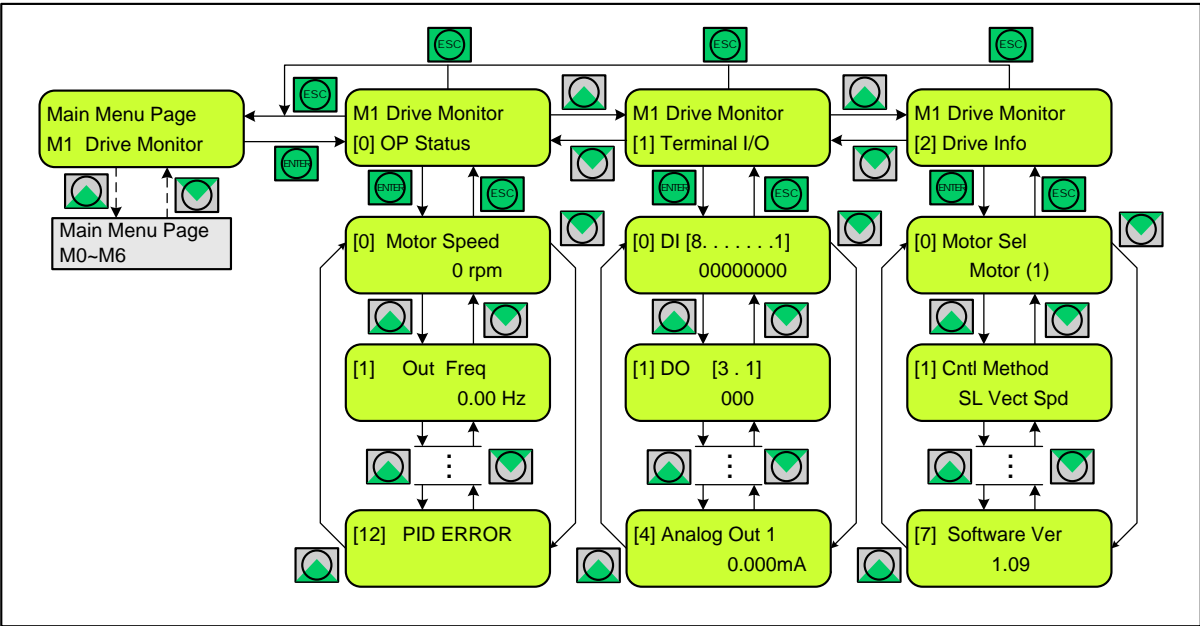 ESC
ESC
ESC
ESC
Main Menu Page
M1 Drive Monitor
ENTER
M1 Drive Monitor
[0] OP Status
M1 Drive Monitor
[1] Terminal I/O
M1 Drive Monitor
[2] Drive Info
Main Menu Page
M0~M6
ENTER
ESC
ENTER
ESC
ENTER
ESC
[0] Motor Speed
0 rpm
[0] DI [8. . . . . . .1]
00000000
[0] Motor Sel
Motor (1)
[1] Out Freq
0.00 Hz
[1] DO [3 . 1]
000
[1] Cntl Method
SL Vect Spd
[12] PID ERROR
[4] Analog Out 1
0.000mA
[7] Software Ver
1.09